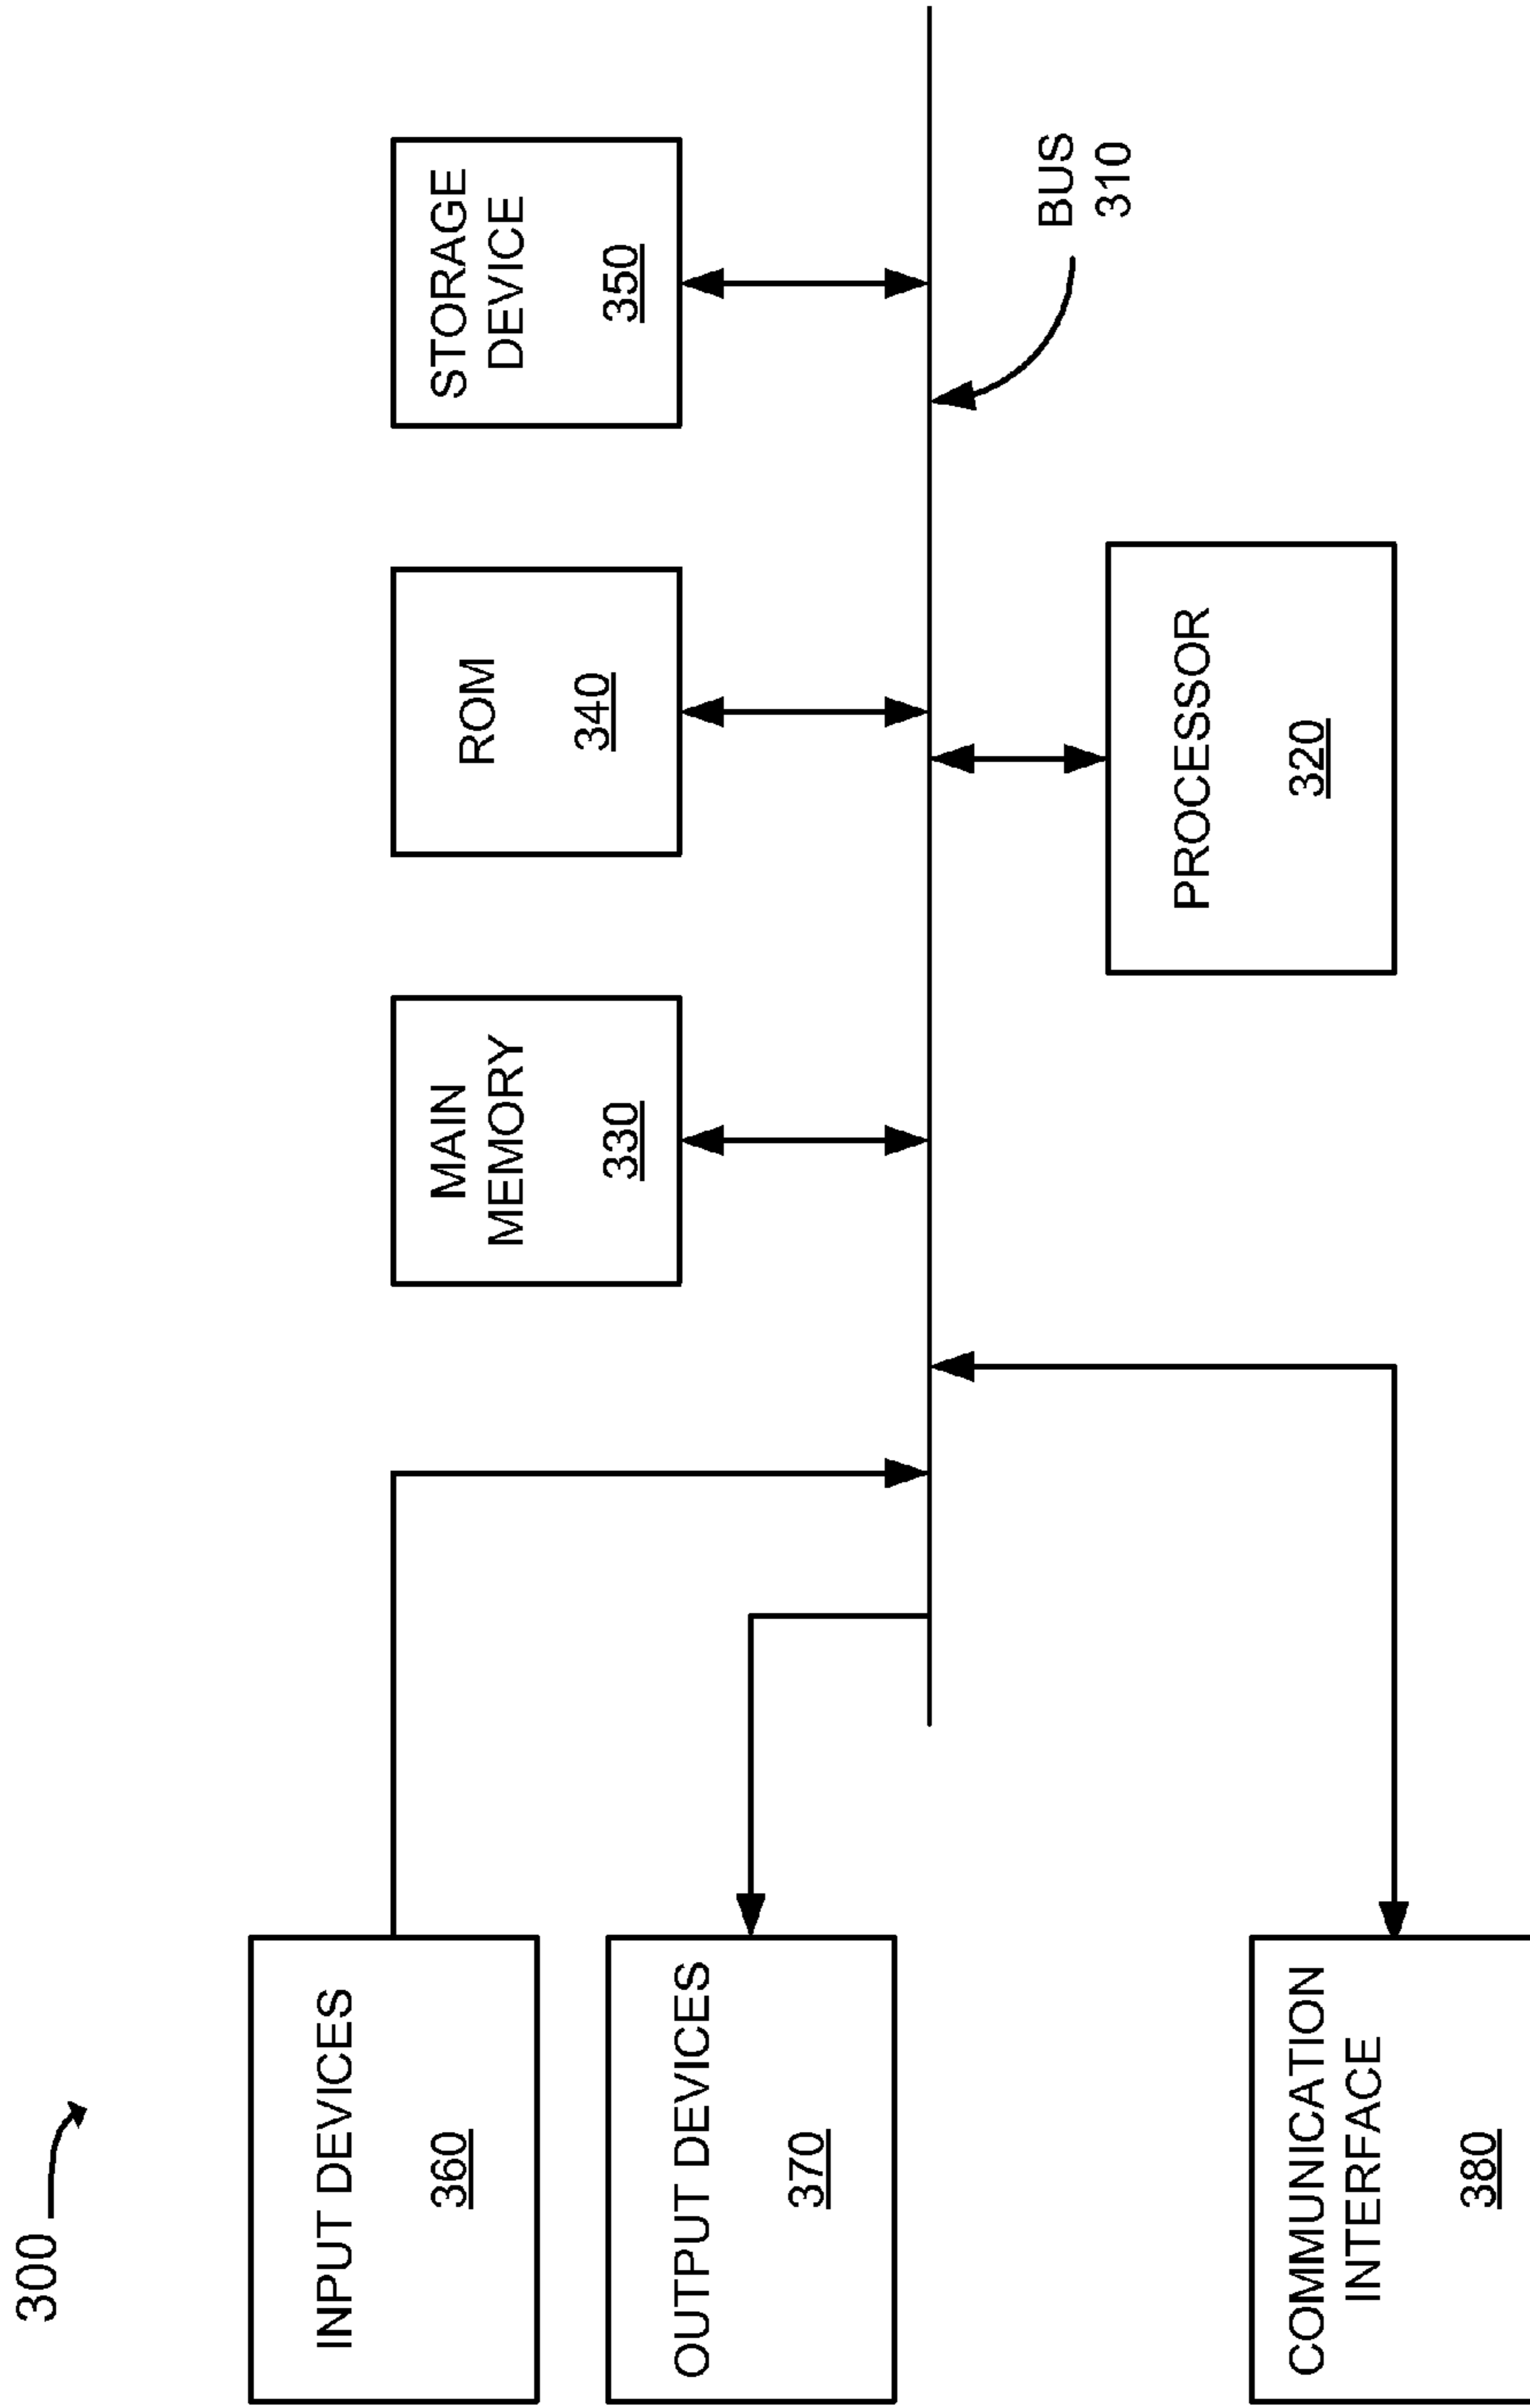 300
INPUT DEVICES
360
OUTPUT DEVICES
370
COMMUNICATION
INTERFACE
380
MAIN
MEMORY
330
ROM
340
STORAGE
DEVICE
350
PROCESSOR
320
BUS
310